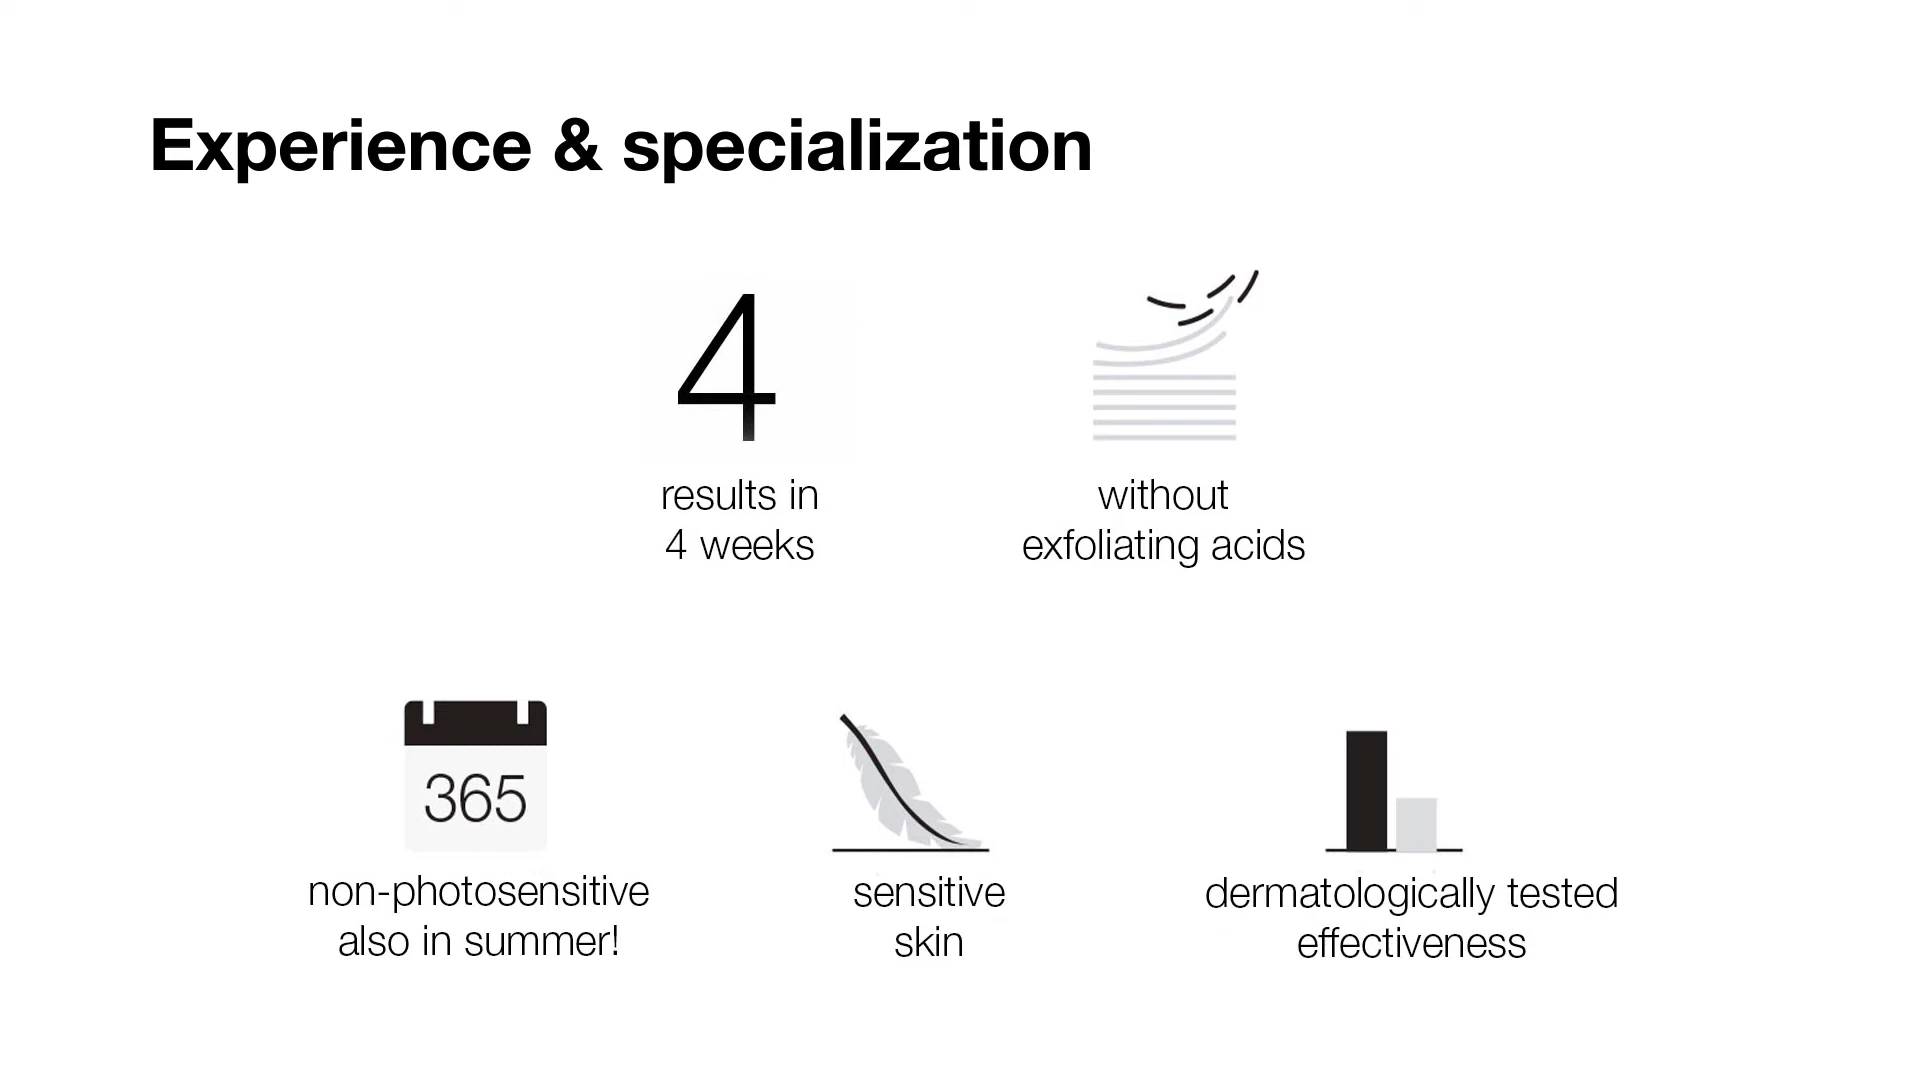 Experience & specialization
4
results in
4 weeks
without
exfoliating acids
365
non-photosensitive
also in summer!
sensitive
skin
dermatologically tested
effectiveness